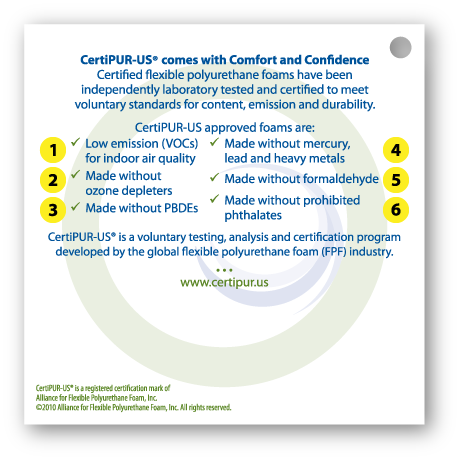 CertiPUR-US® comes with Comfort and Confidence
Certified flexible polyurethane foams have been
independently laboratory tested and certified to meet
voluntary standards for content, emission and durability.
CertiPUR-US approved foams are:
1 ✓ Low emission (VOCs)
for indoor air quality
2 ✓ Made without
ozone depleters
3 ✓ Made without PBDEs
✓ Made without mercury, 4
lead and heavy metals
✓ Made without formaldehyde 5
✓ Made without prohibited
phthalates 6
CertiPUR-US® is a voluntary testing, analysis and certification program
developed by the global flexible polyurethane foam (FPF) industry.
•••
www.certipur.us
CertiPUR-US® is a registered certification mark of
Alliance for Flexible Polyurethane Foam, Inc.
©2010 Alliance for Flexible Polyurethane Foam, Inc. All rights reserved.